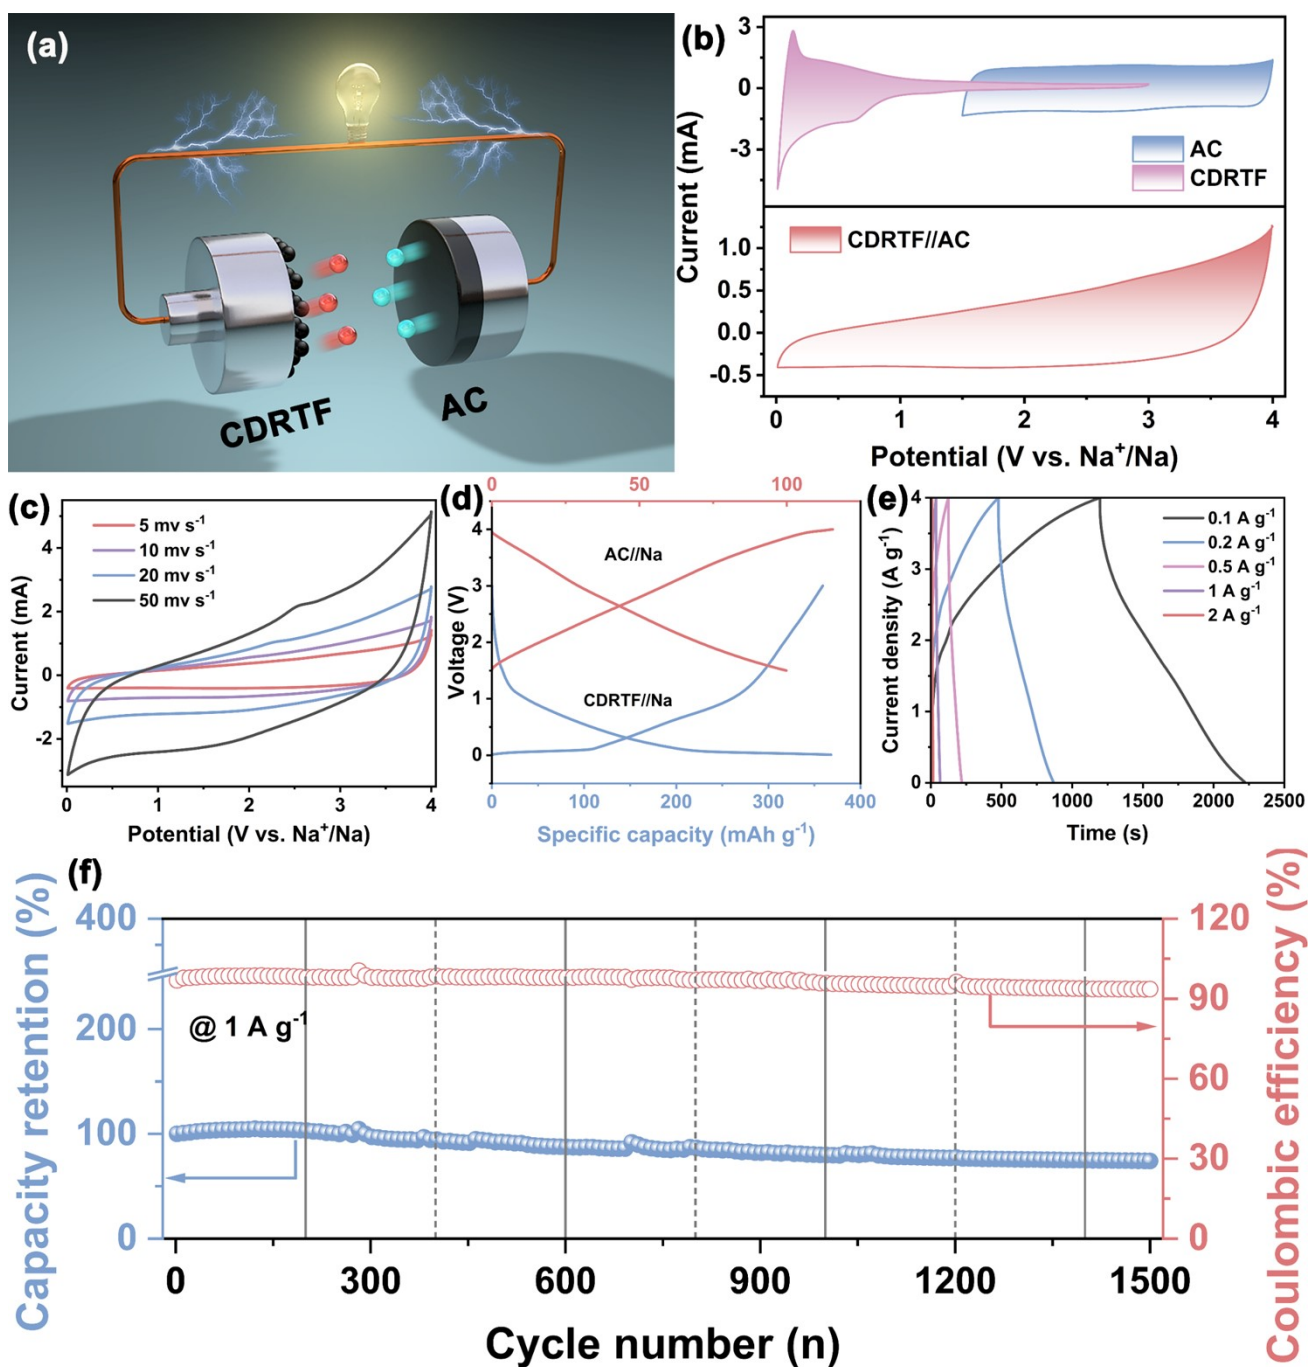 (a)
CDRTF
AC
(b)
3
0
-3
AC
CDRTF
Current (mA)
CDRTF//AC
1.0
0.5
0.0
-0.5
0
1
2
3
4
Potential (V vs. Na⁺/Na)
(c)
5 mv s⁻¹
10 mv s⁻¹
20 mv s⁻¹
50 mv s⁻¹
4
2
0
-2
Current (mA)
0
1
2
3
4
Potential (V vs. Na⁺/Na)
(d)
0
50
100
4
3
2
1
0
Voltage (V)
AC//Na
CDRTF//Na
0
100
200
300
400
Specific capacity (mAh g⁻¹)
(e)
4
2
0
Current density (A g⁻¹)
0.1 A g⁻¹
0.2 A g⁻¹
0.5 A g⁻¹
1 A g⁻¹
2 A g⁻¹
0
500
1000
1500
2000
2500
Time (s)
(f)
Capacity retention (%)
400
200
100
0
@ 1 A g⁻¹
120
90
60
30
0
Coulombic efficiency (%)
0
300
600
900
1200
1500
Cycle number (n)